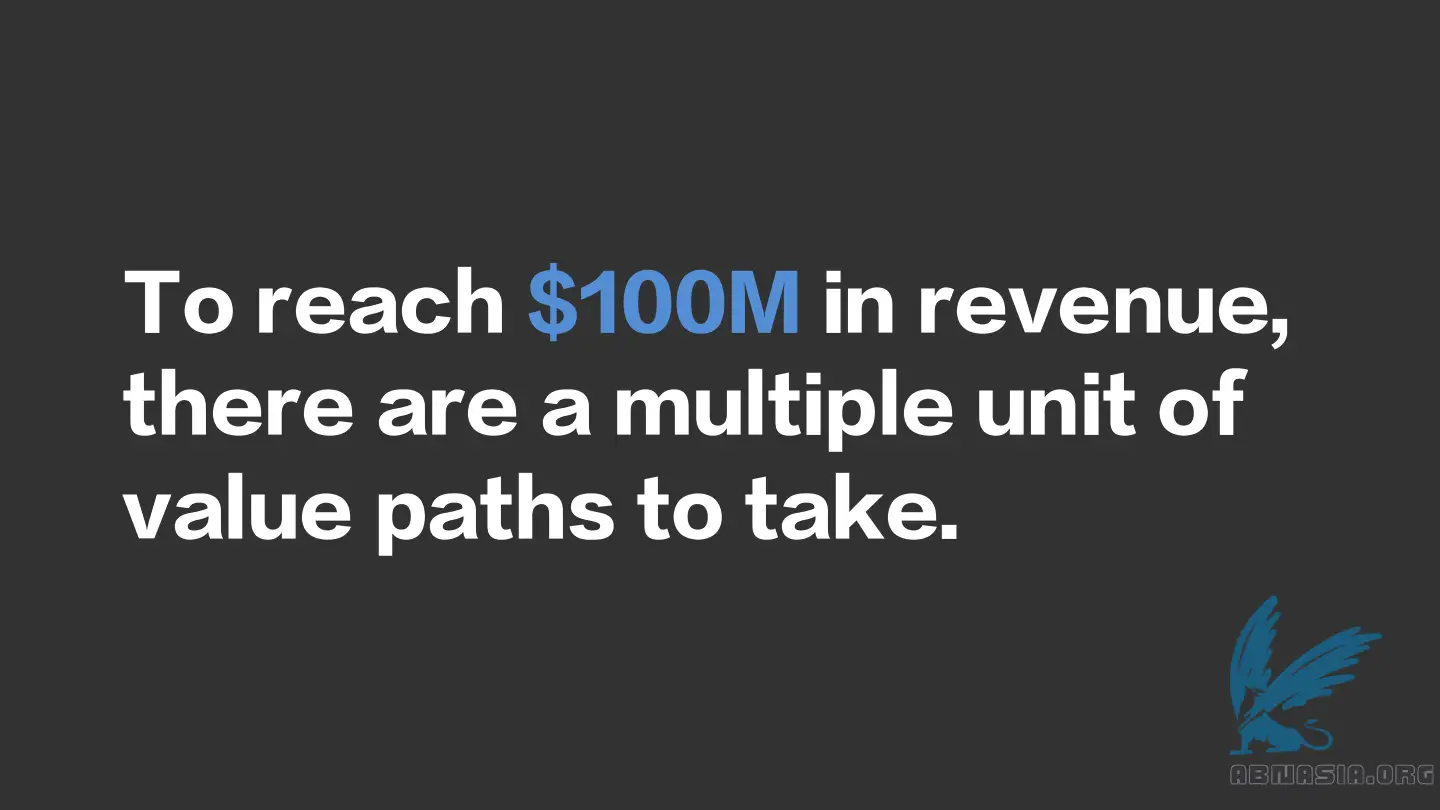 To reach $100M in revenue,
there are a multiple unit of
value paths to take.
ABNASIA.ORG